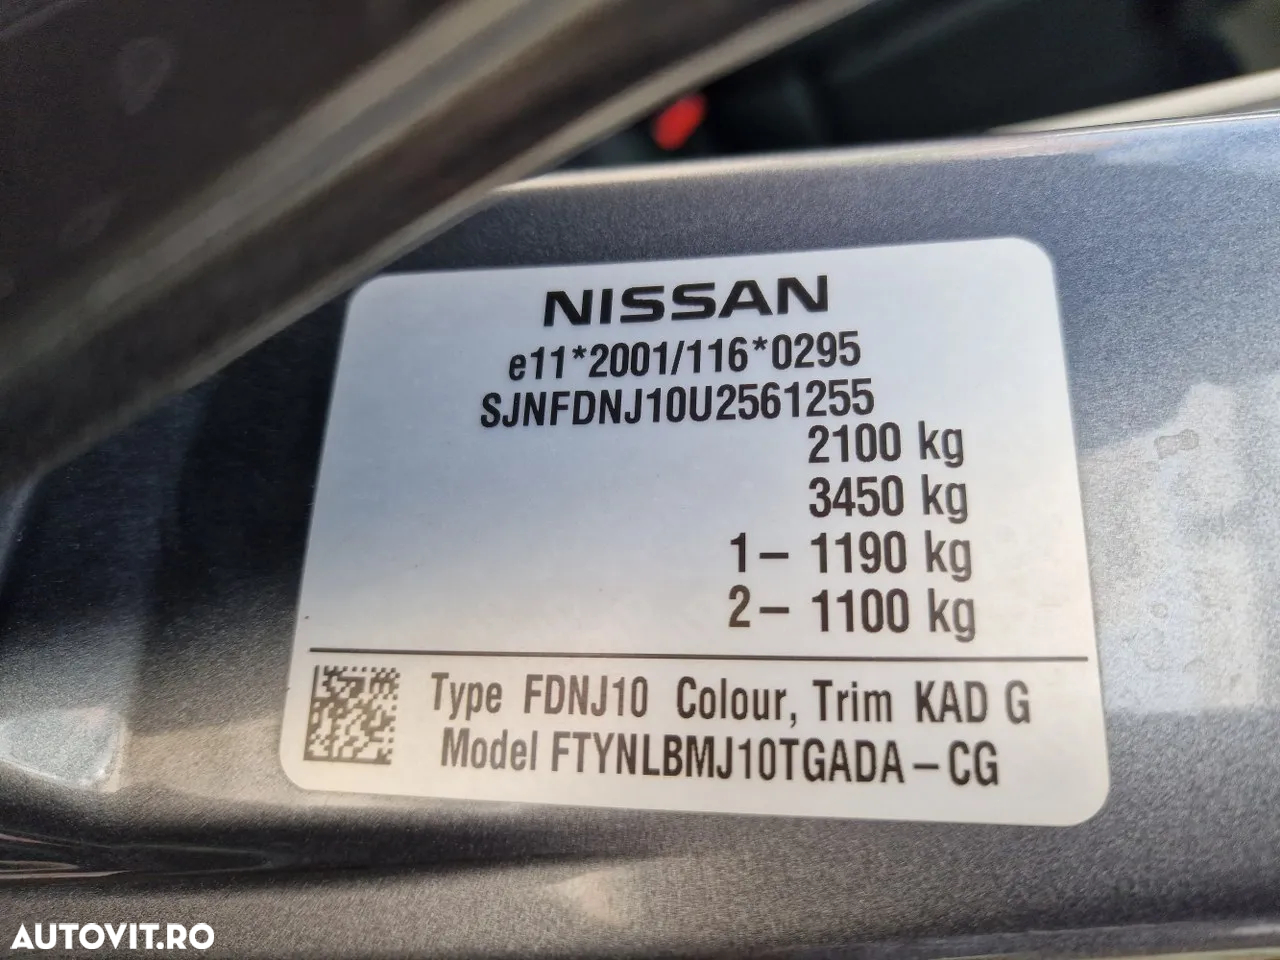 NISSAN
e11*2001/116*0295
SJNFDNJ10U2561255
2100 kg
3450 kg
1– 1190 kg
2– 1100 kg
Type FDNJ10 Colour, Trim KAD G
Model FTYNLBMJ10TGADA–CG
AUTOVIT.RO